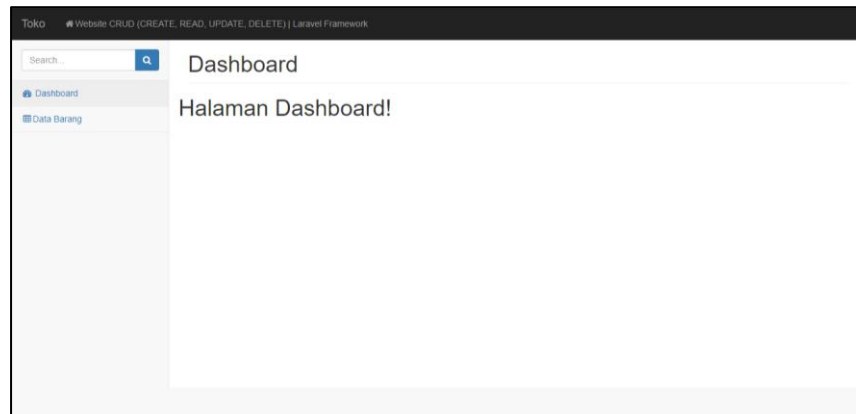 Toko Website CRUD (CREATE, READ, UPDATE, DELETE) | Laravel Framework
Search...
Dashboard
Data Barang
Dashboard
Halaman Dashboard!